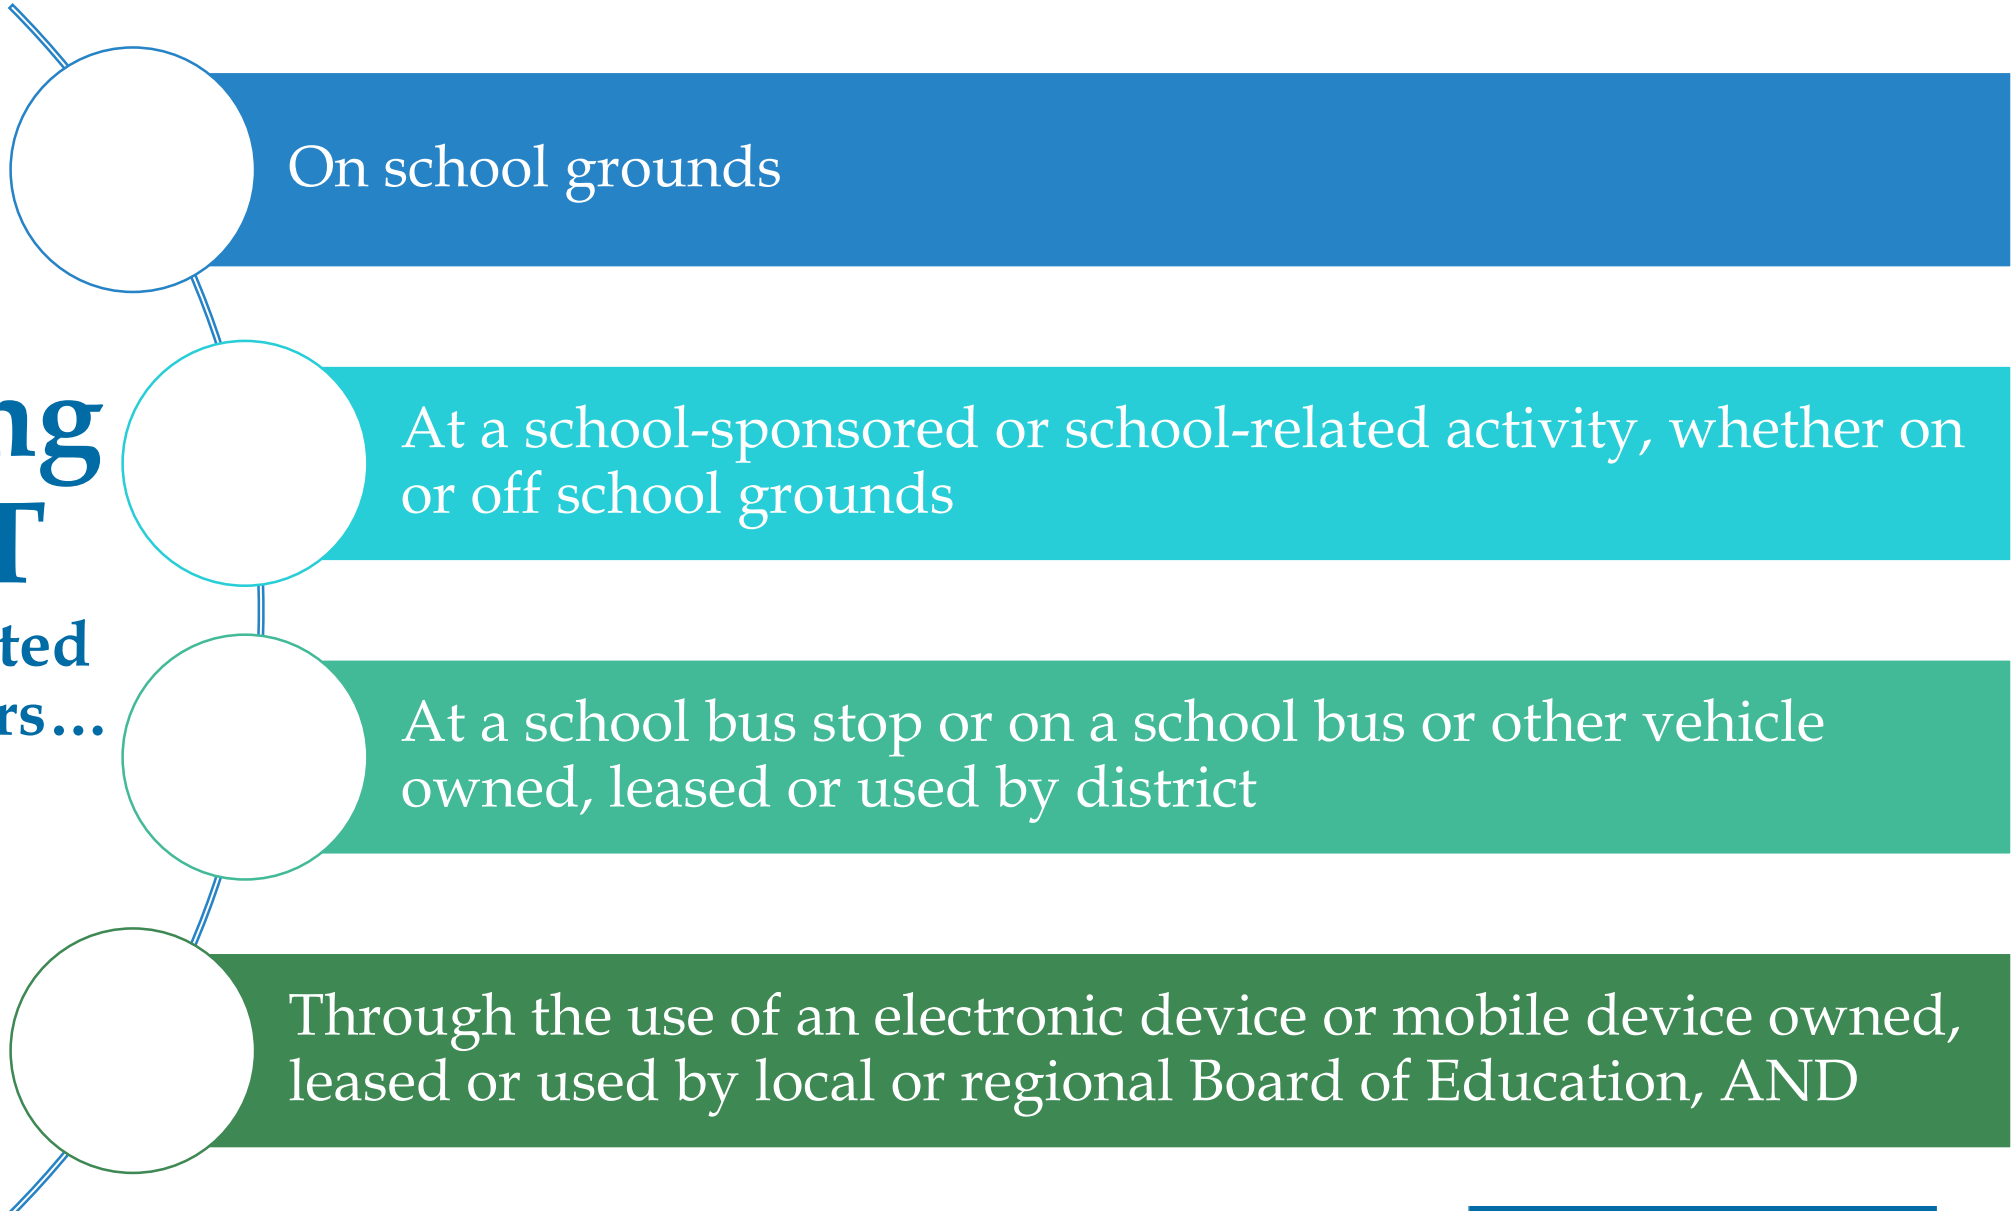 On school grounds
At a school-sponsored or school-related activity, whether on
or off school grounds
At a school bus stop or on a school bus or other vehicle
owned, leased or used by district
Through the use of an electronic device or mobile device owned,
leased or used by local or regional Board of Education, AND